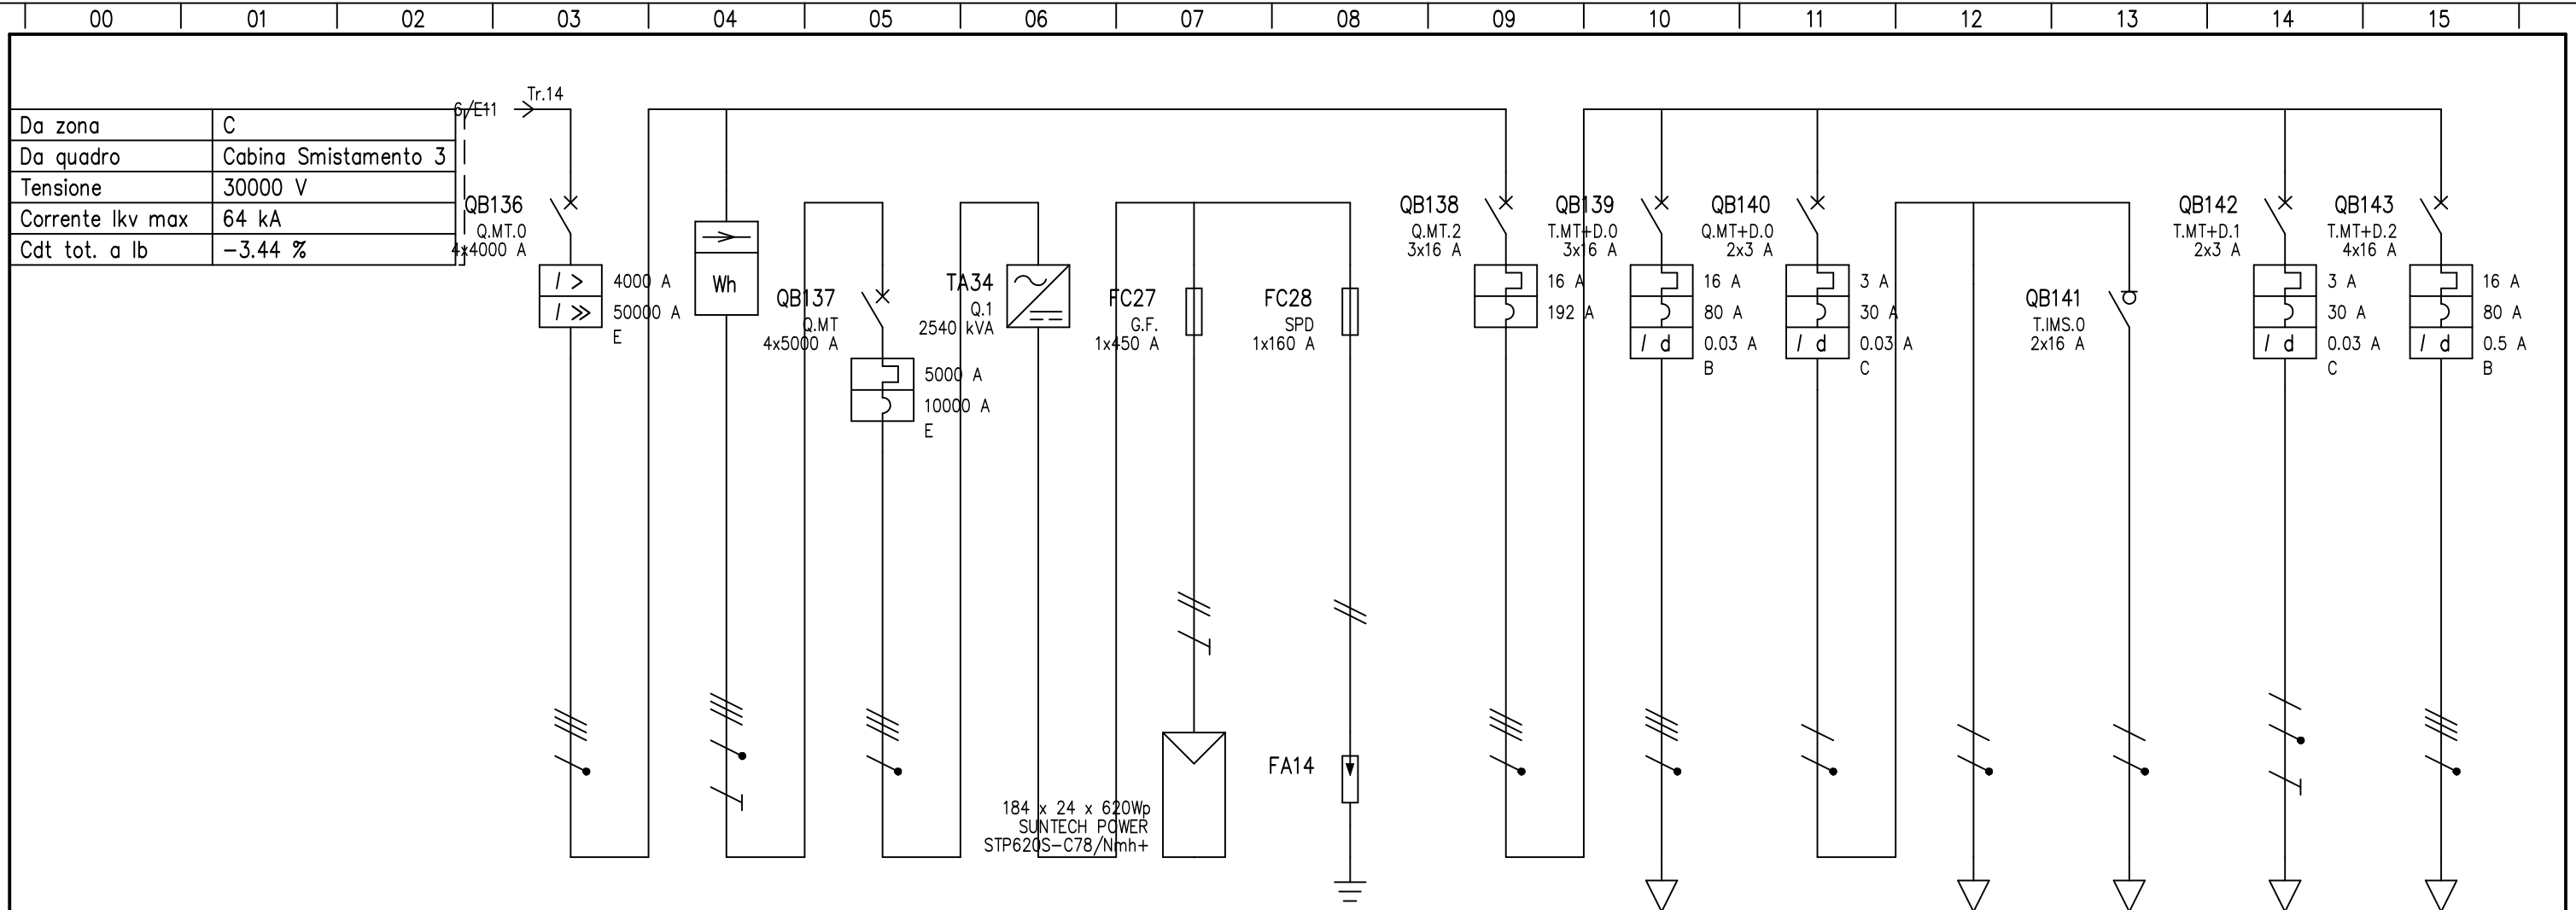 00 01 02 03 04 05 06 07 08 09 10 11 12 13 14 15
Tr.14
6/E11
Da zona C
Da quadro Cabina Smistamento 3
Tensione 30000 V
Corrente Ikv max 64 kA
Cdt tot. a Ib -3.44 %
QB136
Q.MT.0
4x4000 A
I > 4000 A
I >> 50000 A
E
Wh
QB137
Q.MT
4x5000 A
5000 A
10000 A
E
TA34
Q.1
2540 kVA
FC27
G.F.
1x450 A
184 x 24 x 620Wp
SUNTECH POWER
STP620S-C78/Nmh+
FC28
SPD
1x160 A
FA14
QB138
Q.MT.2
3x16 A
16 A
192 A
QB139
T.MT+D.0
3x16 A
16 A
80 A
I d 0.03 A
B
QB140
Q.MT+D.0
2x3 A
3 A
30 A
I d 0.03 A
C
QB141
T.IMS.0
2x16 A
QB142
T.MT+D.1
2x3 A
3 A
30 A
I d 0.03 A
C
QB143
T.MT+D.2
4x16 A
16 A
80 A
I d 0.5 A
B